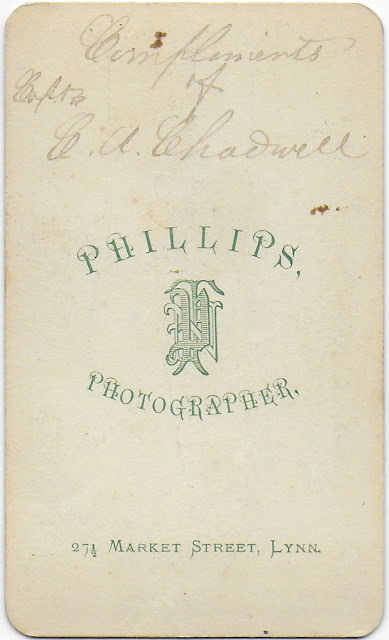 Compliments
of
Capt
C. A. Chadwell
PHILLIPS,
PHOTOGRAPHER,
27½ MARKET STREET, LYNN.